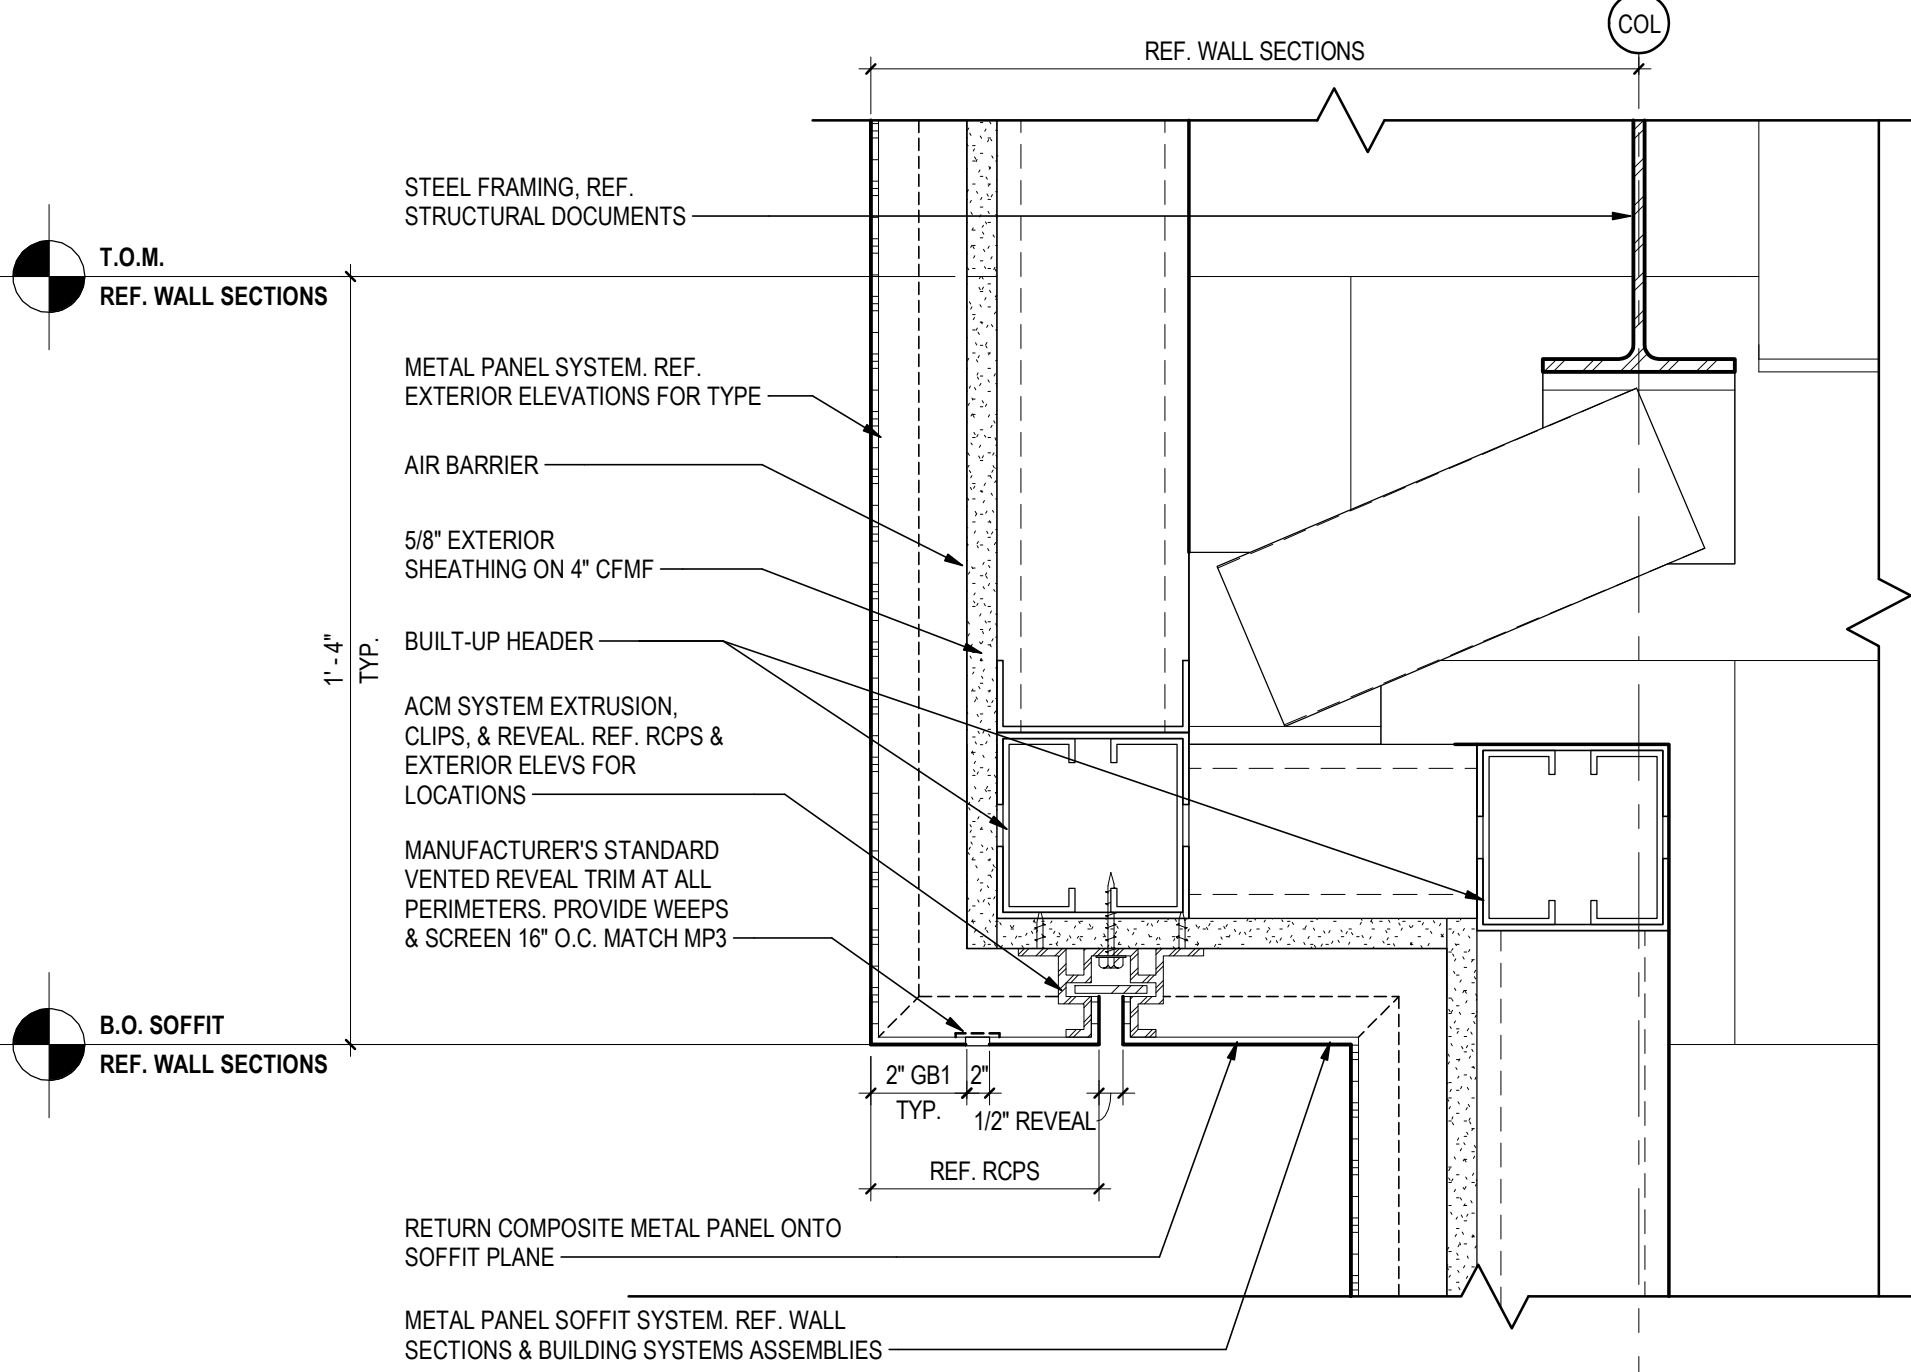 COL
REF. WALL SECTIONS
STEEL FRAMING, REF.
STRUCTURAL DOCUMENTS
T.O.M.
REF. WALL SECTIONS
METAL PANEL SYSTEM. REF.
EXTERIOR ELEVATIONS FOR TYPE
AIR BARRIER
5/8" EXTERIOR
SHEATHING ON 4" CFMF
BUILT-UP HEADER
1' - 4"
TYP.
ACM SYSTEM EXTRUSION,
CLIPS, & REVEAL. REF. RCPS &
EXTERIOR ELEVS FOR
LOCATIONS
MANUFACTURER'S STANDARD
VENTED REVEAL TRIM AT ALL
PERIMETERS. PROVIDE WEEPS
& SCREEN 16" O.C. MATCH MP3
B.O. SOFFIT
REF. WALL SECTIONS
2" GB1
TYP.
2"
1/2" REVEAL
REF. RCPS
RETURN COMPOSITE METAL PANEL ONTO
SOFFIT PLANE
METAL PANEL SOFFIT SYSTEM. REF. WALL
SECTIONS & BUILDING SYSTEMS ASSEMBLIES